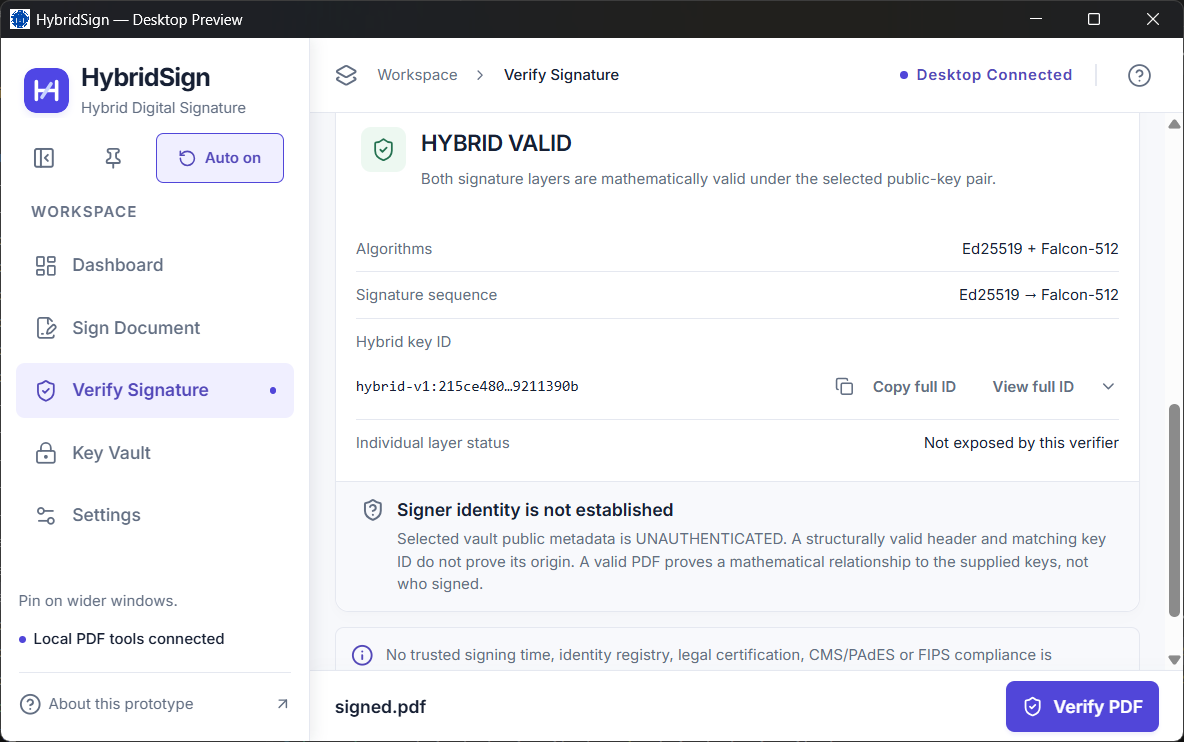 HybridSign — Desktop Preview
HybridSign
Hybrid Digital Signature
Auto on
WORKSPACE
Dashboard
Sign Document
Verify Signature
Key Vault
Settings
Pin on wider windows.
Local PDF tools connected
About this prototype
Workspace
Verify Signature
Desktop Connected
HYBRID VALID
Both signature layers are mathematically valid under the selected public-key pair.
Algorithms
Ed25519 + Falcon-512
Signature sequence
Ed25519 → Falcon-512
Hybrid key ID
hybrid-v1:215ce480…9211390b
Copy full ID
View full ID
Individual layer status
Not exposed by this verifier
Signer identity is not established
Selected vault public metadata is UNAUTHENTICATED. A structurally valid header and matching key
ID do not prove its origin. A valid PDF proves a mathematical relationship to the supplied keys, not
who signed.
No trusted signing time, identity registry, legal certification, CMS/PAdES or FIPS compliance is
signed.pdf
Verify PDF